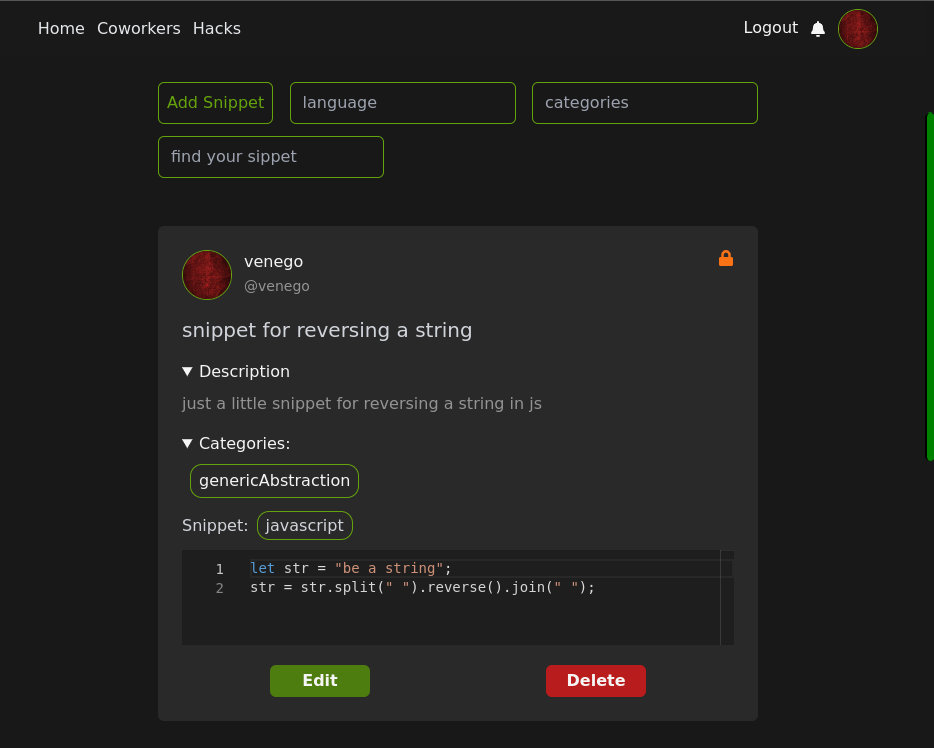 Home Coworkers Hacks Logout
Add Snippet language categories
find your sippet
venego
@venego
snippet for reversing a string
Description
just a little snippet for reversing a string in js
Categories:
genericAbstraction
Snippet: javascript
1 let str = "be a string";
2 str = str.split(" ").reverse().join(" ");
Edit Delete